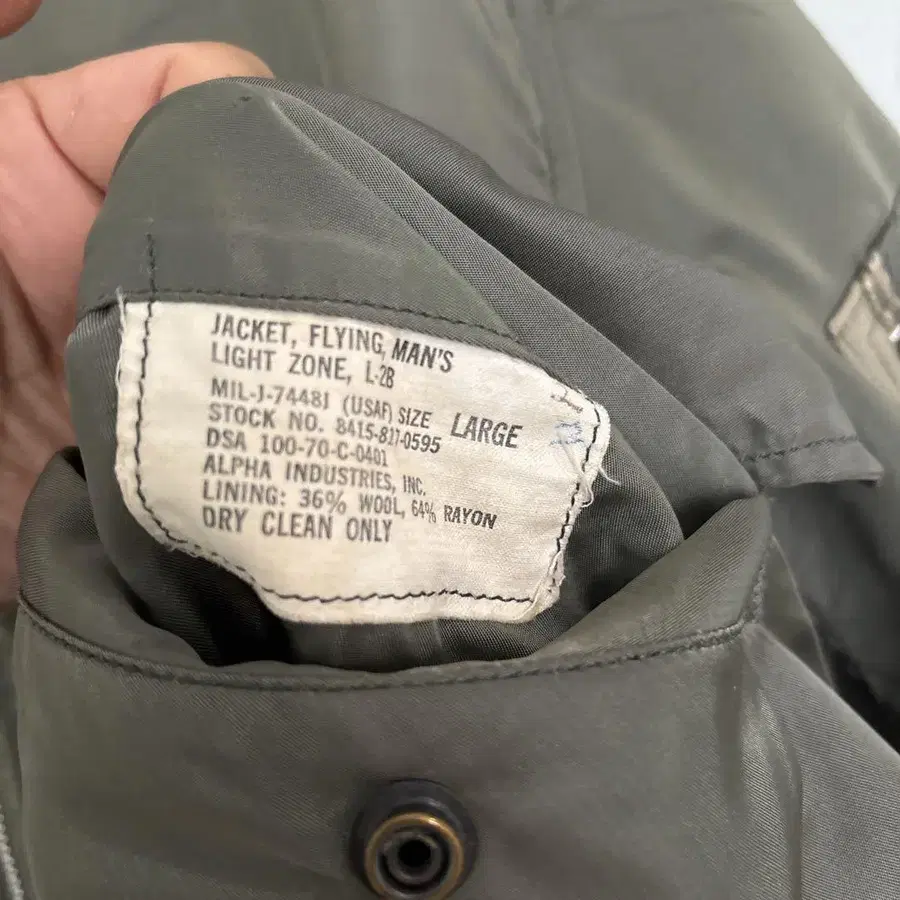 JACKET, FLYING, MAN'S
LIGHT ZONE, L-2B
MIL-J-7448J (USAF) SIZE LARGE
STOCK NO. 8415-817-0595
DSA 100-70-C-0401
ALPHA INDUSTRIES, INC.
LINING: 36% WOOL, 64% RAYON
DRY CLEAN ONLY